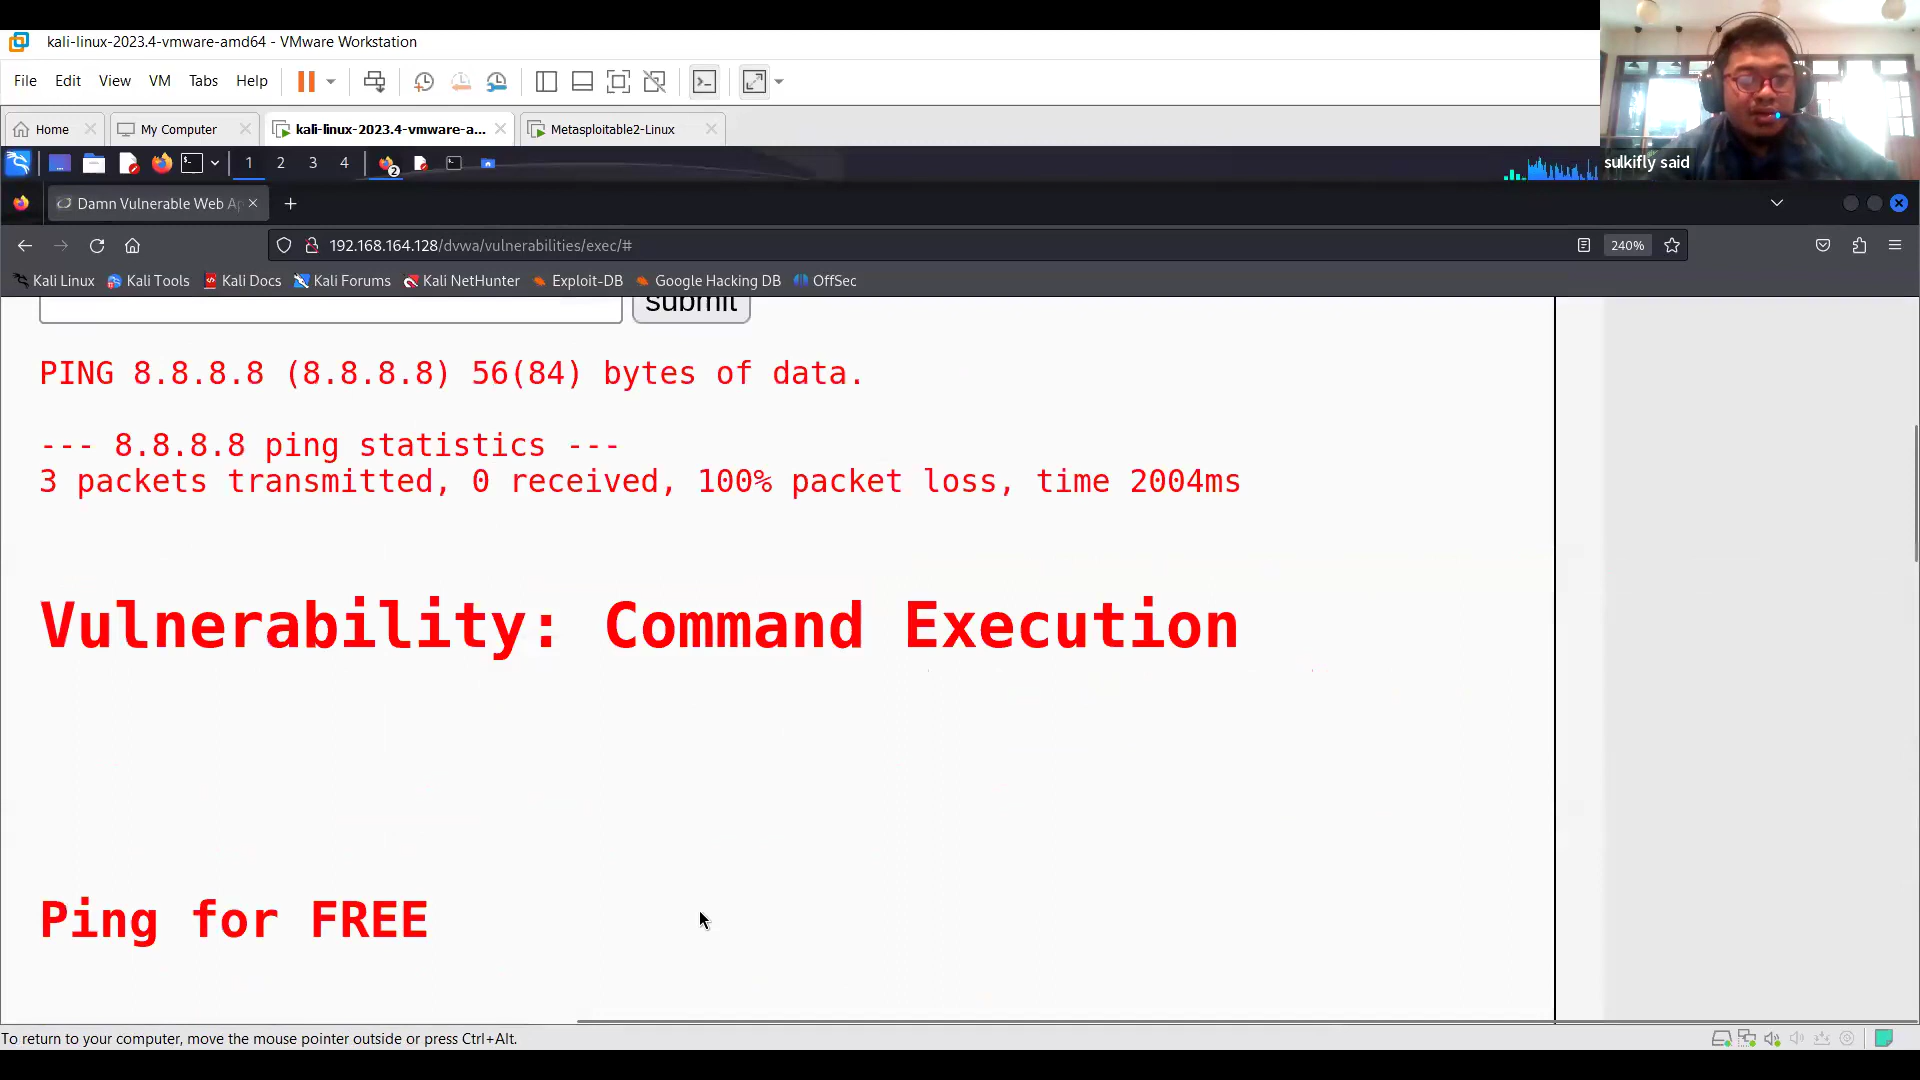 kali-linux-2023.4-vmware-amd64 - VMware Workstation
File Edit View VM Tabs Help
Home My Computer kali-linux-2023.4-vmware-a... Metasploitable2-Linux
1 2 3 4 2
sulkifly said
Damn Vulnerable Web Ap
192.168.164.128/dvwa/vulnerabilities/exec/# 240%
Kali Linux Kali Tools Kali Docs Kali Forums Kali NetHunter Exploit-DB Google Hacking DB OffSec
submit
PING 8.8.8.8 (8.8.8.8) 56(84) bytes of data.
--- 8.8.8.8 ping statistics ---
3 packets transmitted, 0 received, 100% packet loss, time 2004ms
Vulnerability: Command Execution
Ping for FREE
To return to your computer, move the mouse pointer outside or press Ctrl+Alt.